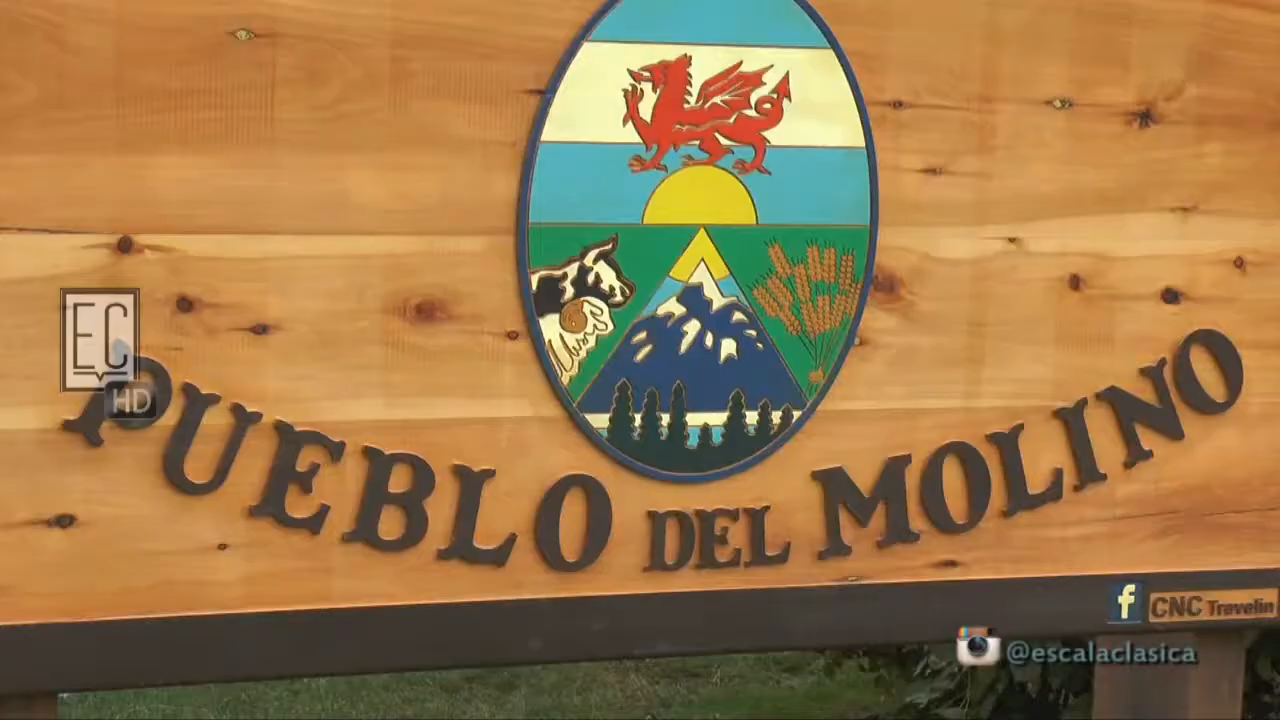 EC
HD
PUEBLO DEL MOLINO
f CNC Travelin
@escalaclasica